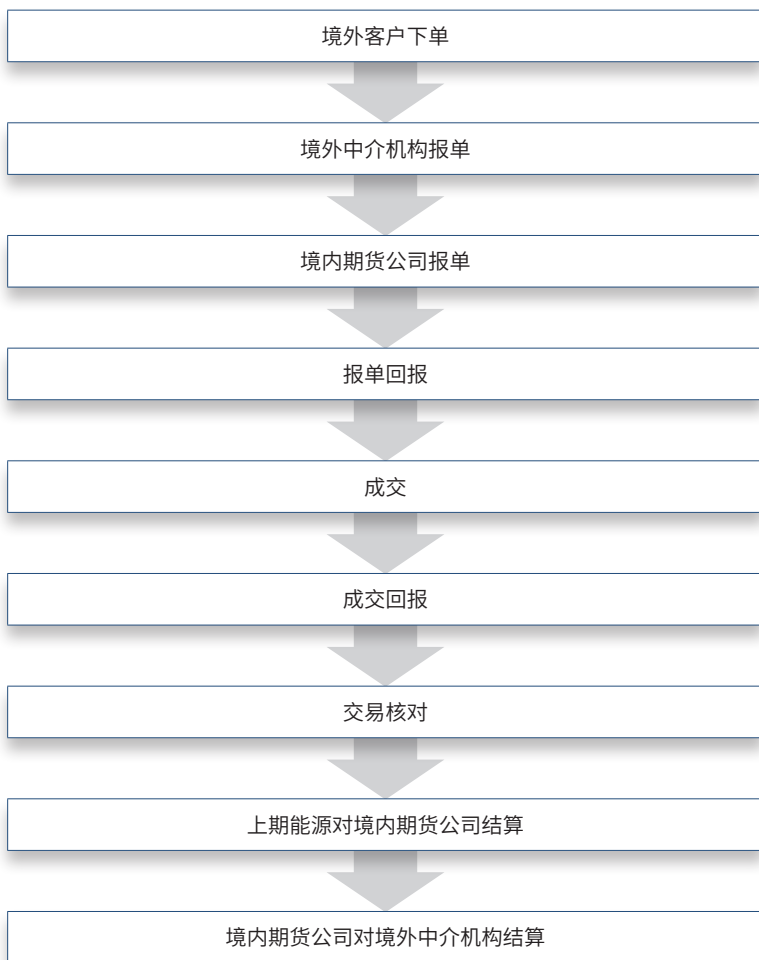 境外客户下单
境外中介机构报单
境内期货公司报单
报单回报
成交
成交回报
交易核对
上期能源对境内期货公司结算
境内期货公司对境外中介机构结算